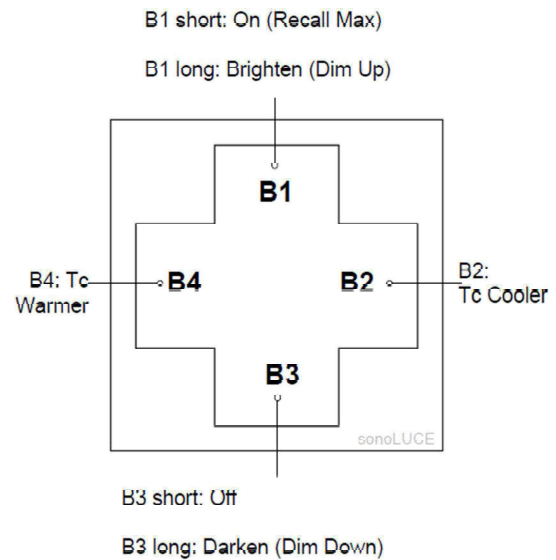 B1 short: On (Recall Max)
B1 long: Brighten (Dim Up)
B1
B4: Tc
Warmer
B4
B2
B2:
Tc Cooler
B3
sonoLUCE
B3 short: Off
B3 long: Darken (Dim Down)